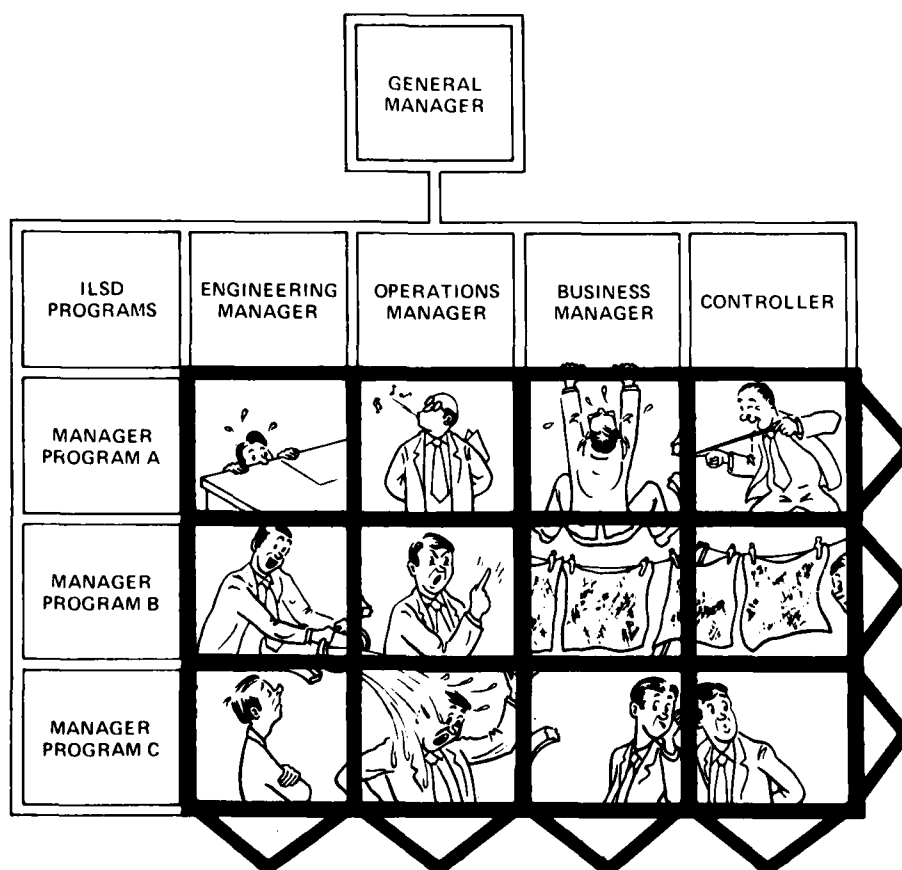 GENERAL
MANAGER
ILSD
PROGRAMS
ENGINEERING
MANAGER
OPERATIONS
MANAGER
BUSINESS
MANAGER
CONTROLLER
MANAGER
PROGRAM A
MANAGER
PROGRAM B
MANAGER
PROGRAM C